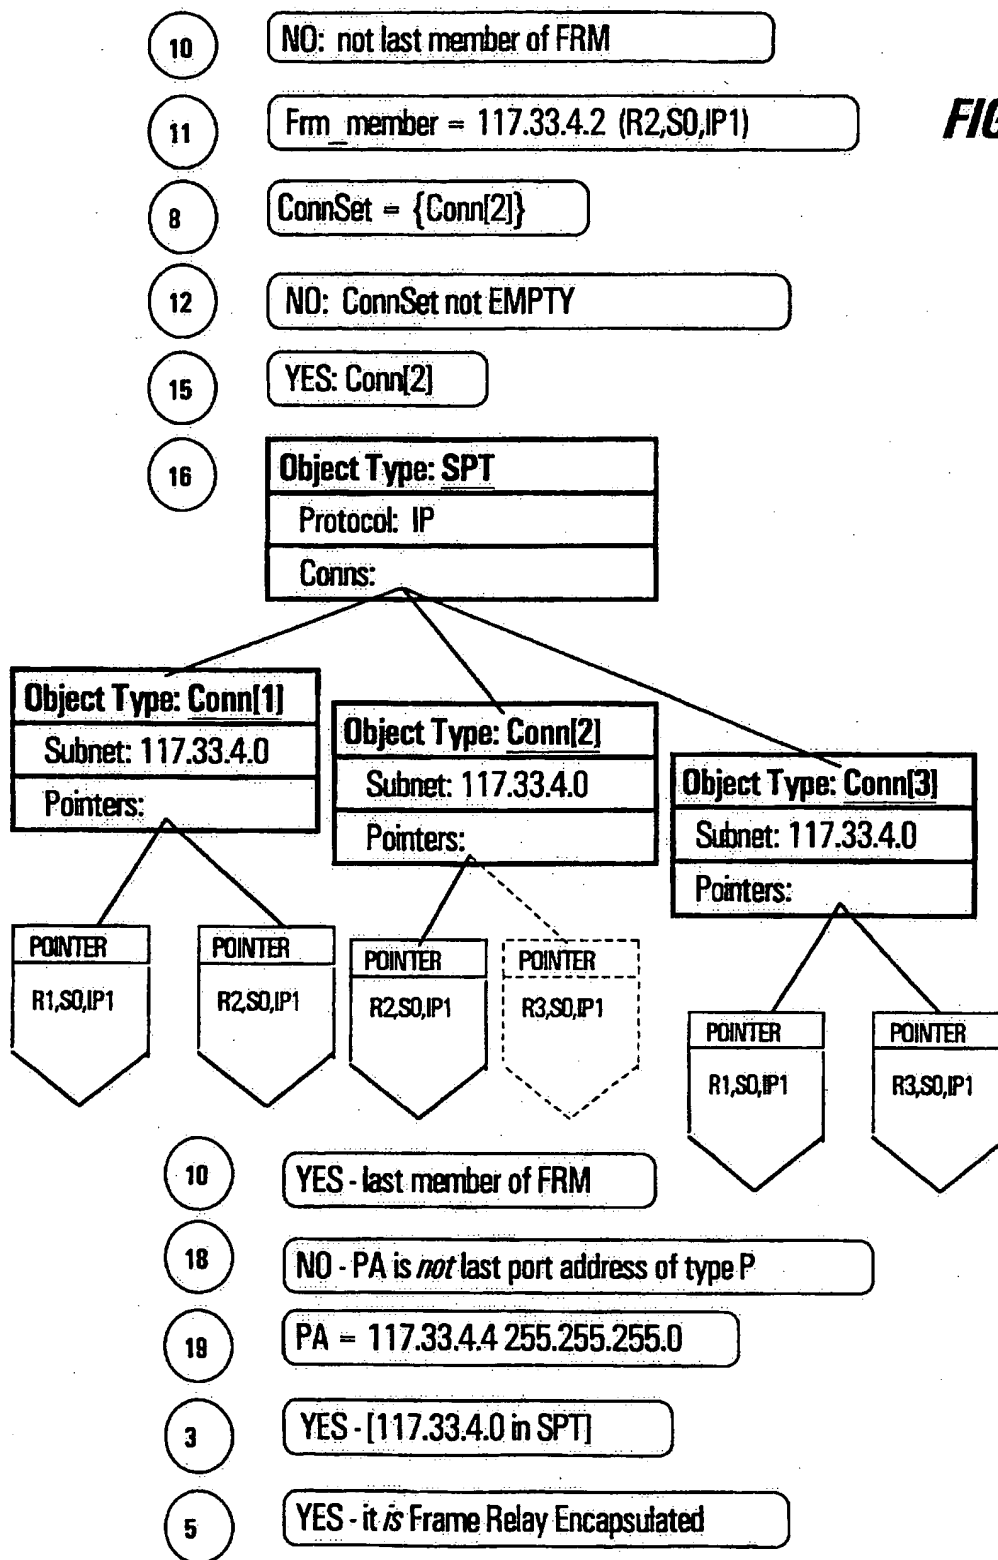 10 NO: not last member of FRM
11 Frm_member = 117.33.4.2 (R2,S0,IP1)
FIG
8 ConnSet = {Conn[2]}
12 NO: ConnSet not EMPTY
15 YES: Conn[2]
16
Object Type: SPT
Protocol: IP
Conns:
Object Type: Conn[1]
Subnet: 117.33.4.0
Pointers:
Object Type: Conn[2]
Subnet: 117.33.4.0
Pointers:
Object Type: Conn[3]
Subnet: 117.33.4.0
Pointers:
POINTER
R1,S0,IP1
POINTER
R2,S0,IP1
POINTER
R2,S0,IP1
POINTER
R3,S0,IP1
POINTER
R1,S0,IP1
POINTER
R3,S0,IP1
10 YES - last member of FRM
18 NO - PA is not last port address of type P
19 PA = 117.33.4.4 255.255.255.0
3 YES - [117.33.4.0 in SPT]
5 YES - it is Frame Relay Encapsulated